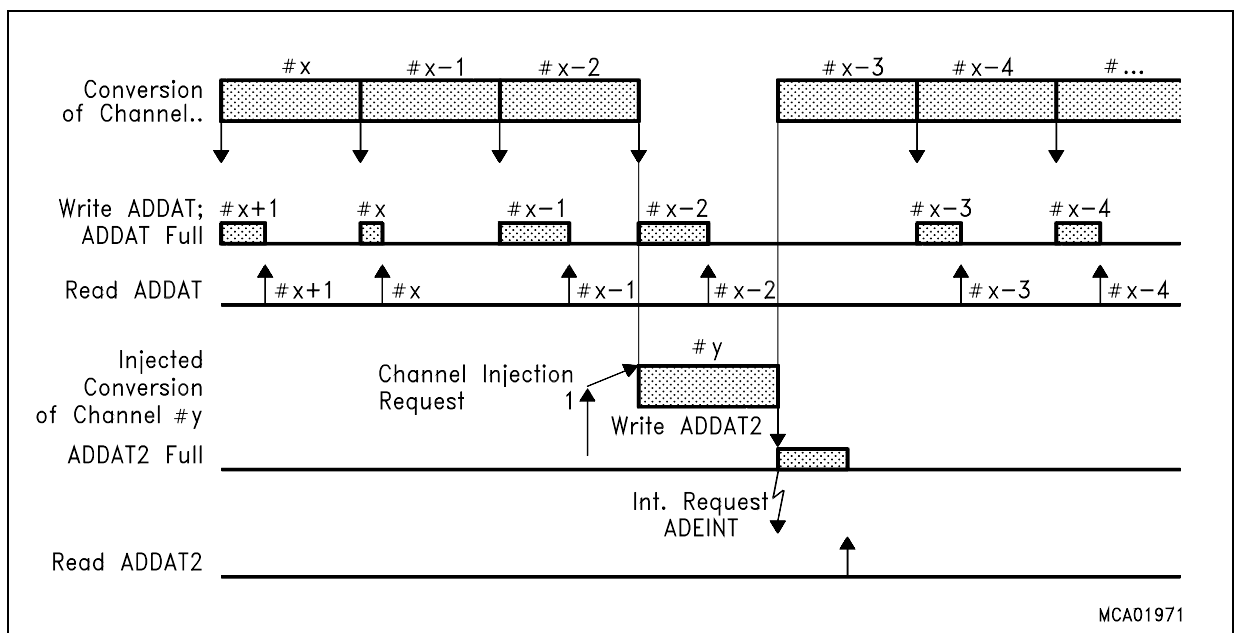 #x #x-1 #x-2 #x-3 #x-4 #...
Conversion
of Channel..
Write ADDAT; #x+1 #x #x-1 #x-2 #x-3 #x-4
ADDAT Full
Read ADDAT #x+1 #x #x-1 #x-2 #x-3 #x-4
Injected
Conversion
of Channel #y
#y
Channel Injection
Request 1
Write ADDAT2
ADDAT2 Full
Int. Request
ADEINT
Read ADDAT2
MCA01971